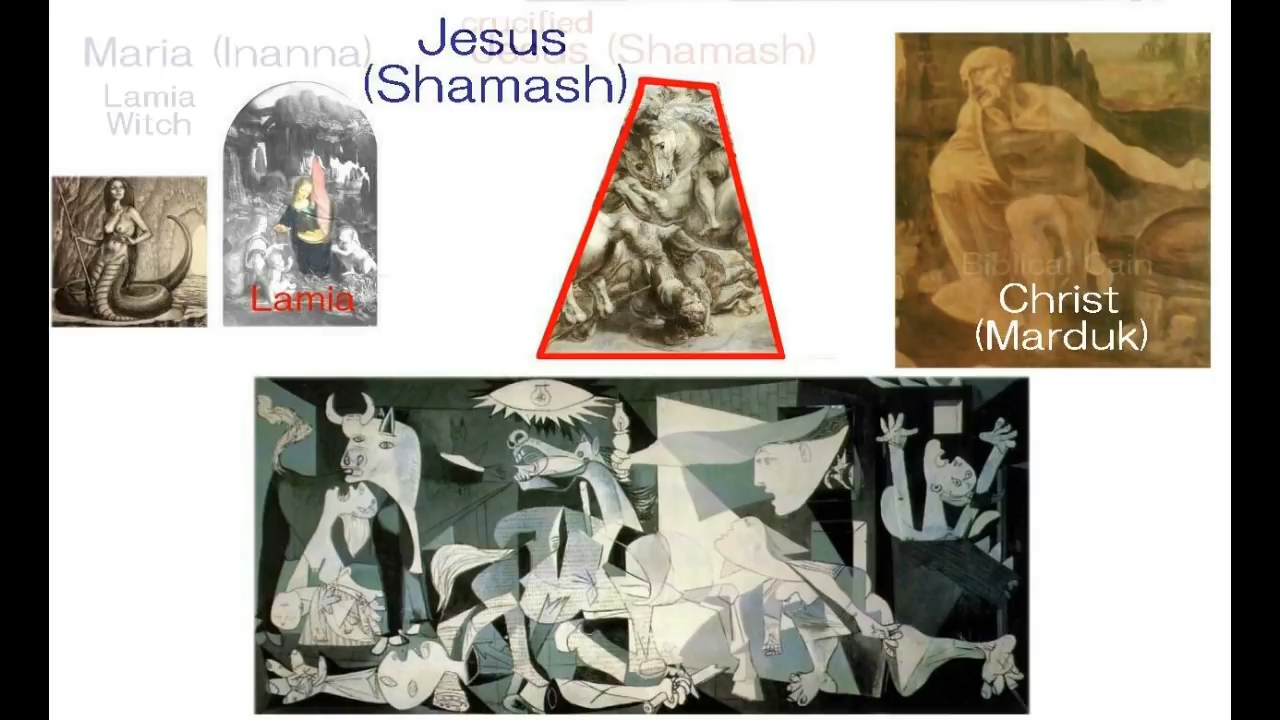 crucified
Jesus (Shamash)
Maria (Inanna)
Lamia
Witch
Jesus
(Shamash)
Lamia
Biblical Cain
Christ
(Marduk)